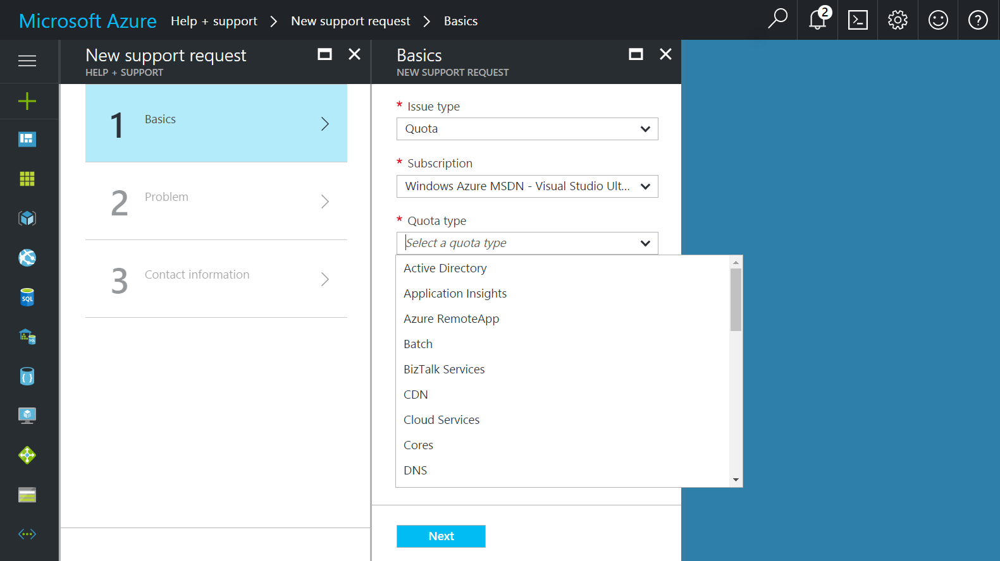 Microsoft Azure Help + support New support request Basics
2
New support request
HELP + SUPPORT
1 Basics
2 Problem
3 Contact information
Basics
NEW SUPPORT REQUEST
* Issue type
Quota
* Subscription
Windows Azure MSDN - Visual Studio Ult...
* Quota type
Select a quota type
Active Directory
Application Insights
Azure RemoteApp
Batch
BizTalk Services
CDN
Cloud Services
Cores
DNS
Next
SQL
SQL